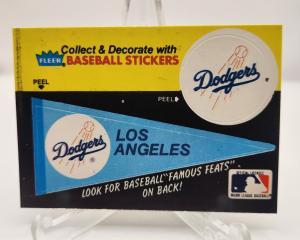 FLEER
Collect & Decorate with
BASEBALL STICKERS
PEEL
Dodgers
PEEL
Dodgers
LOS
ANGELES
LOOK FOR BASEBALL "FAMOUS FEATS"
ON BACK!
MAJOR LEAGUE BASEBALL